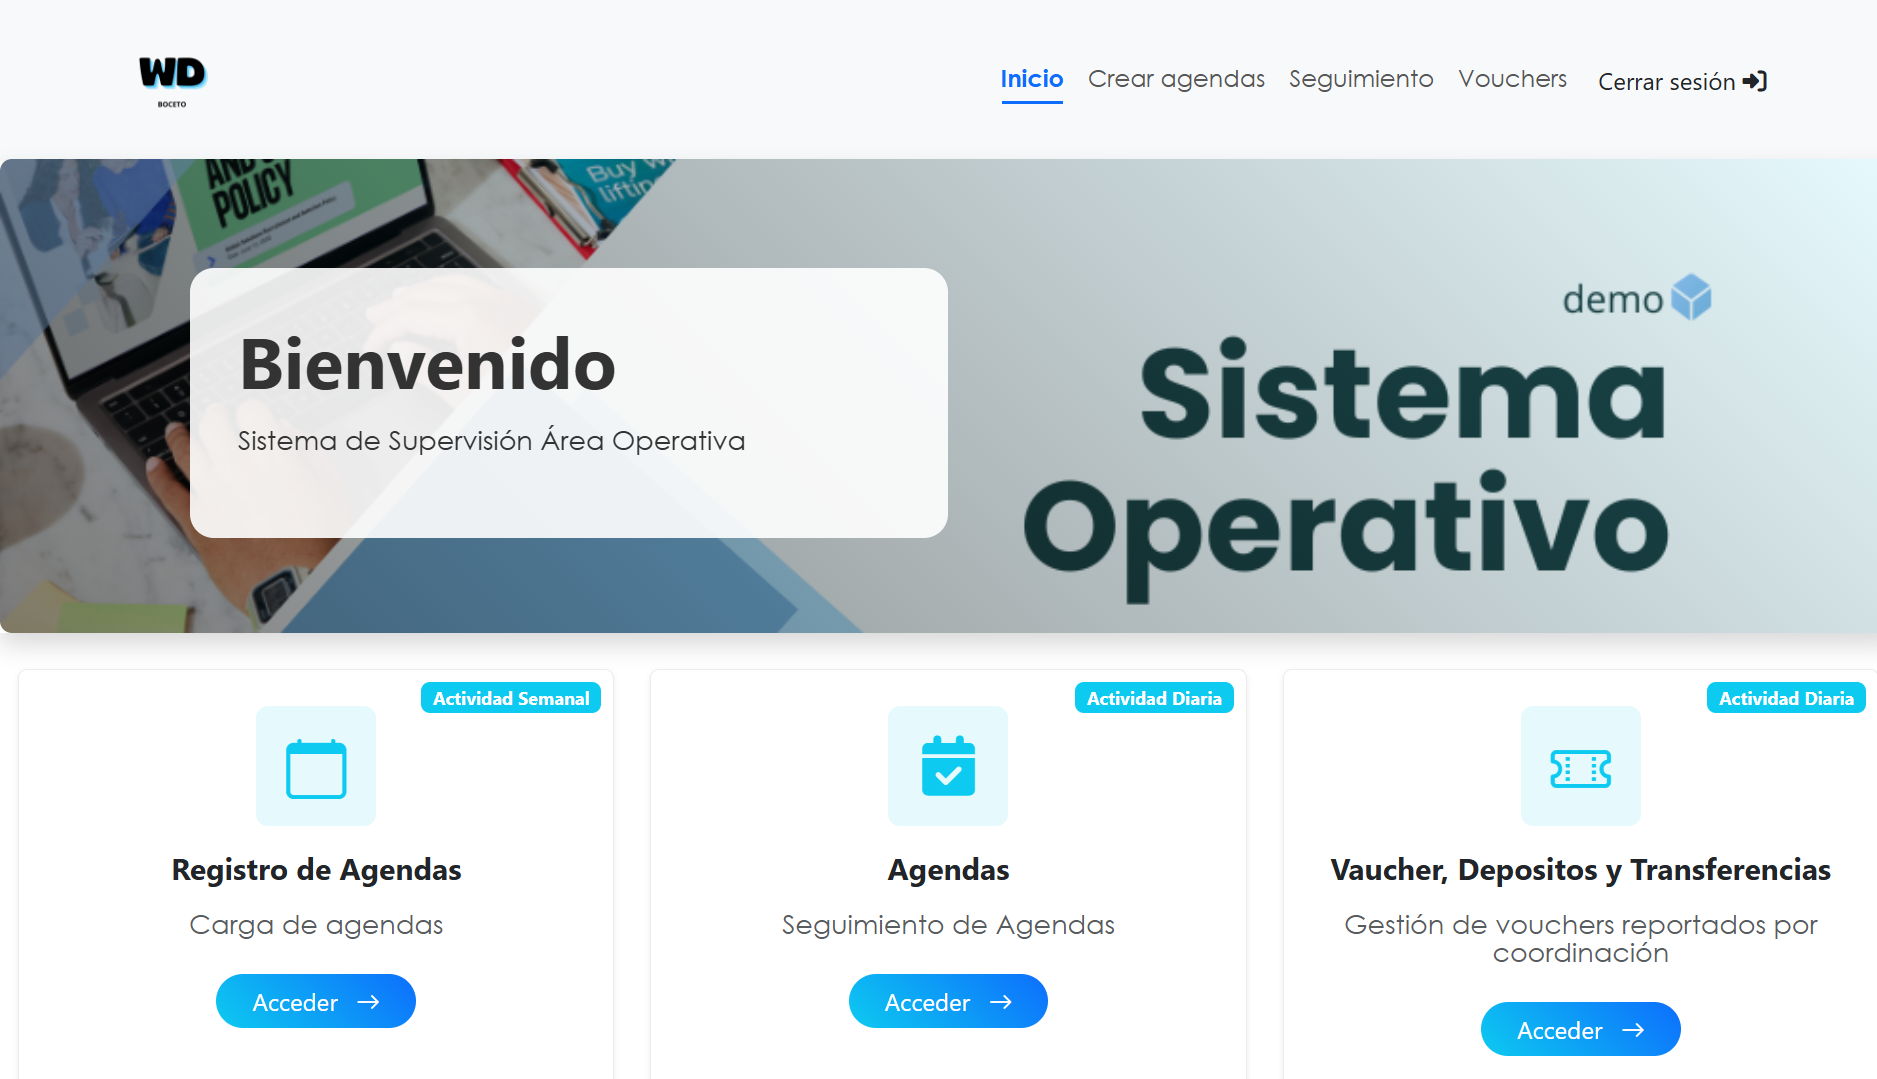 WD
BOCETO
Inicio Crear agendas Seguimiento Vouchers Cerrar sesión
AND
POLICY
Buy
lifting
demo
Bienvenido
Sistema de Supervisión Área Operativa
Sistema
Operativo
Actividad Semanal
Registro de Agendas
Carga de agendas
Acceder
Actividad Diaria
Agendas
Seguimiento de Agendas
Acceder
Actividad Diaria
Vaucher, Depositos y Transferencias
Gestión de vouchers reportados por
coordinación
Acceder